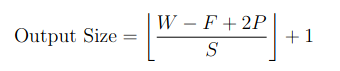 Output Size = ⌊(W − F + 2P) / S⌋ + 1